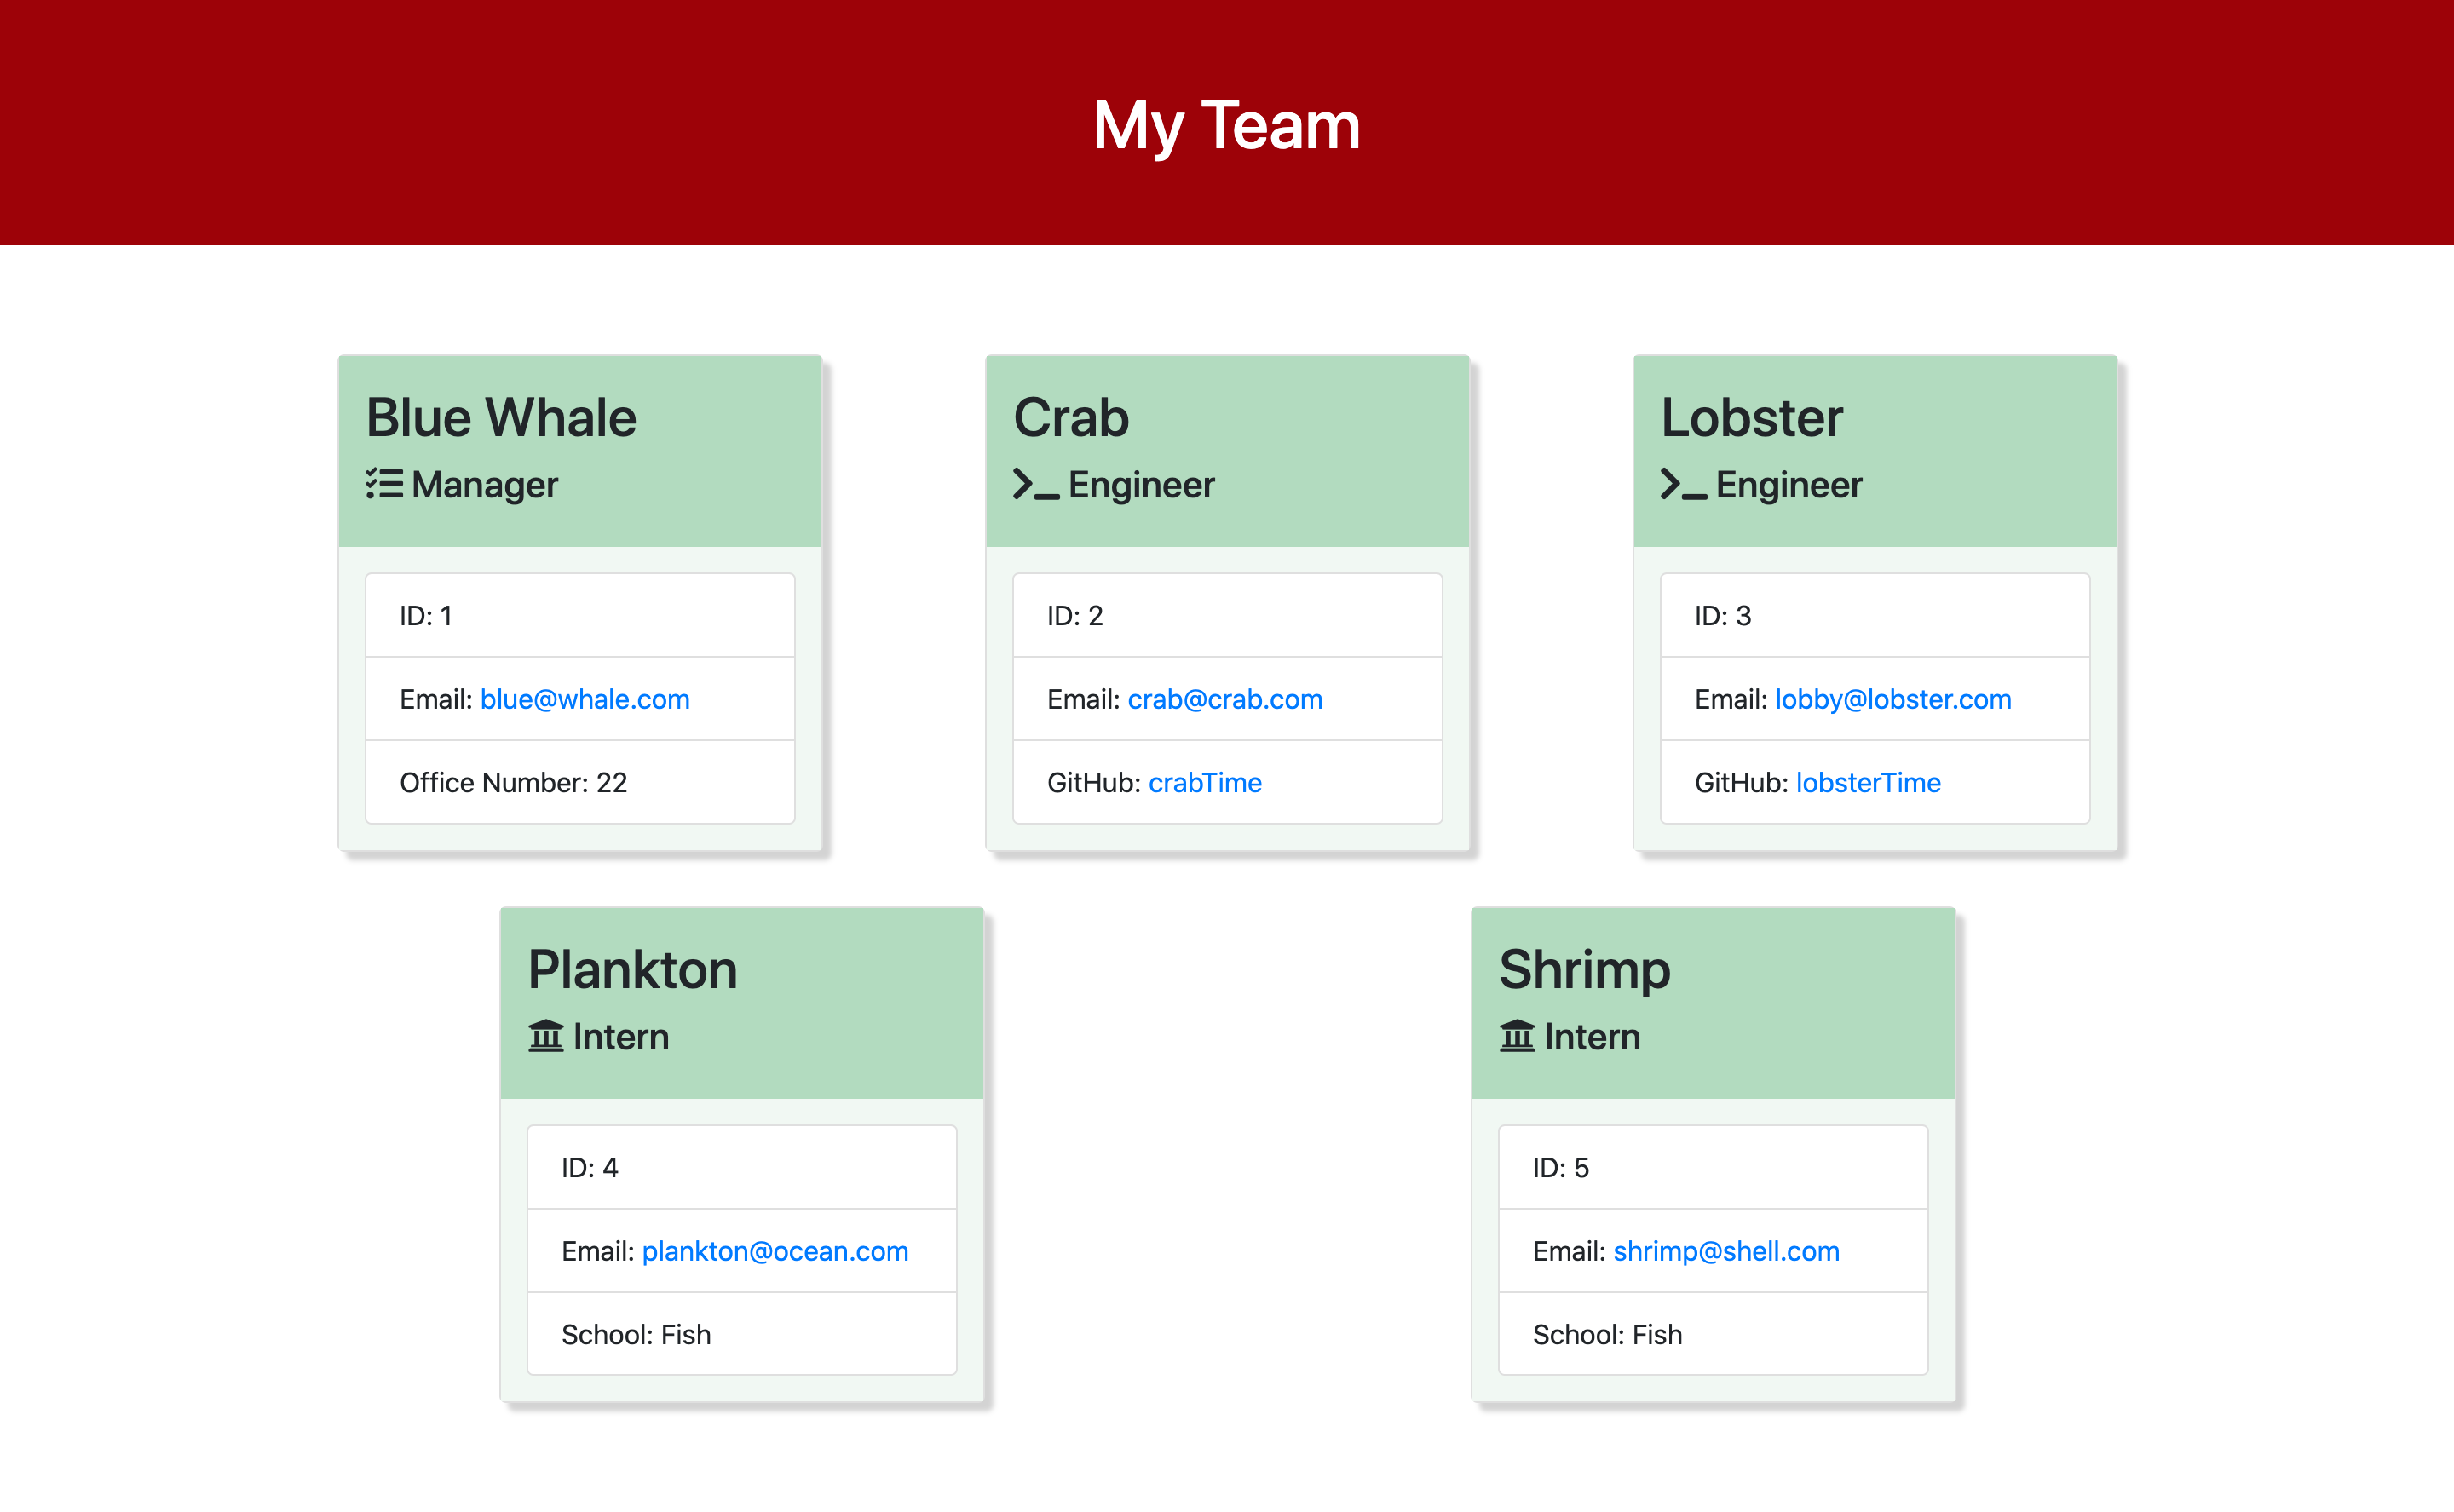 My Team
Blue Whale
Manager
ID: 1
Email: blue@whale.com
Office Number: 22
Crab
Engineer
ID: 2
Email: crab@crab.com
GitHub: crabTime
Lobster
Engineer
ID: 3
Email: lobby@lobster.com
GitHub: lobsterTime
Plankton
Intern
ID: 4
Email: plankton@ocean.com
School: Fish
Shrimp
Intern
ID: 5
Email: shrimp@shell.com
School: Fish